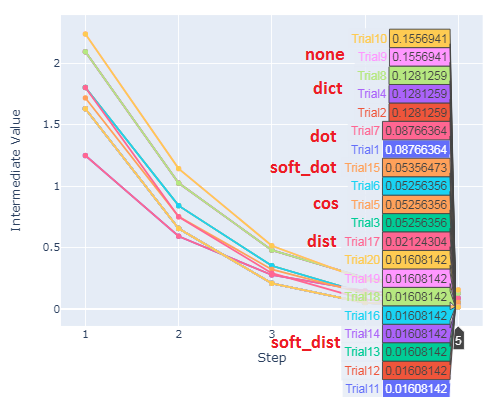 Trial10 0.1556941
none
Trial9 0.1556941
Trial8 0.1281259
dict
Trial4 0.1281259
Trial2 0.1281259
dot
Trial7 0.08766364
Trial1 0.08766364
soft_dot
Trial15 0.05356473
Trial6 0.05256356
cos
Trial5 0.05256356
Trial3 0.05256356
dist
Trial17 0.02124304
Trial20 0.01608142
Trial19 0.01608142
Trial18 0.01608142
Trial16 0.01608142
Trial14 0.01608142
soft_dist
Trial13 0.01608142
Trial12 0.01608142
Trial11 0.01608142
Intermediate Value
2
1.5
1
0.5
0
1 2 3 5
Step